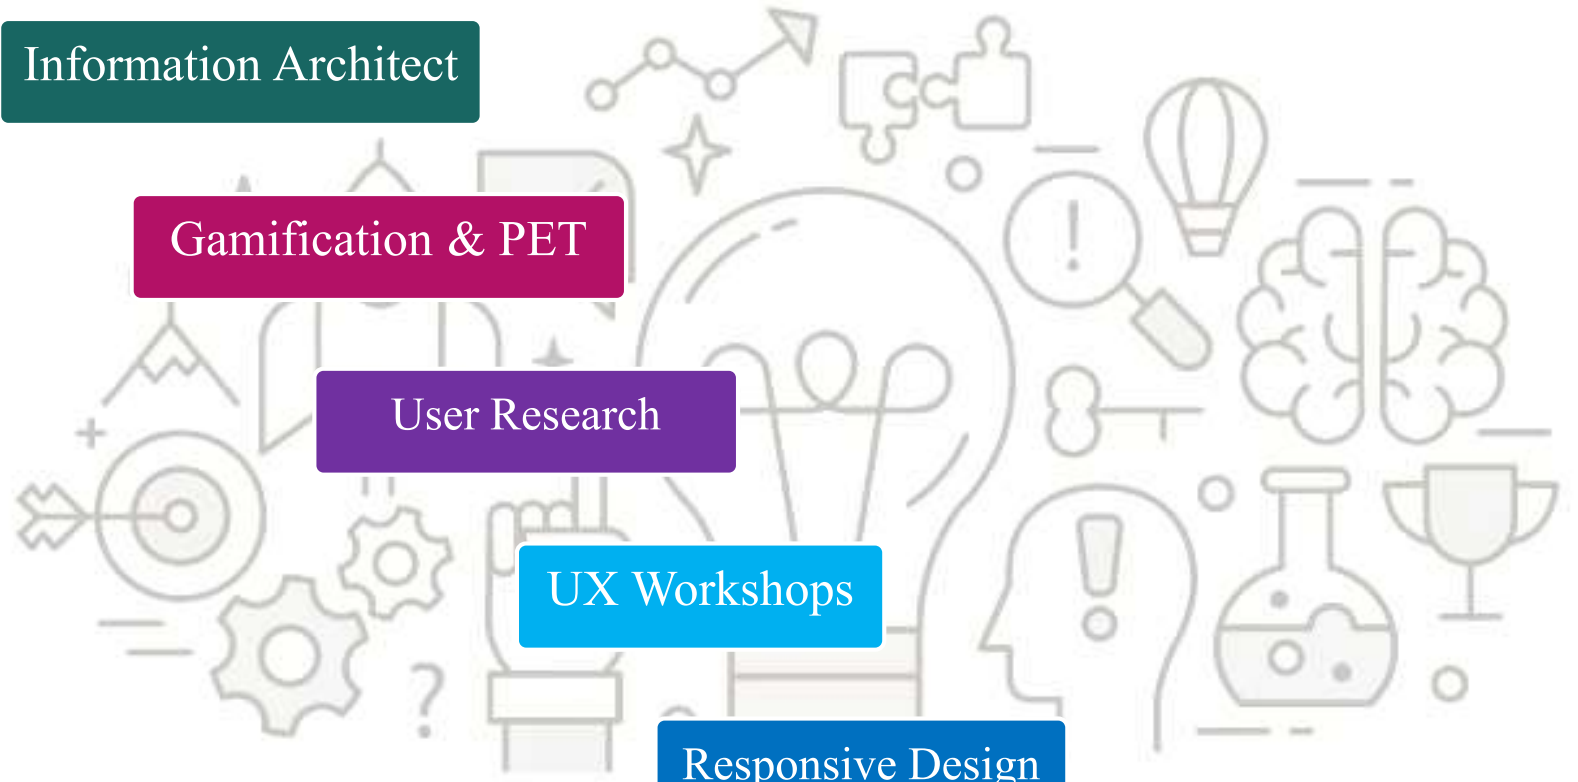 Information Architect
Gamification & PET
User Research
UX Workshops
?
Responsive Design